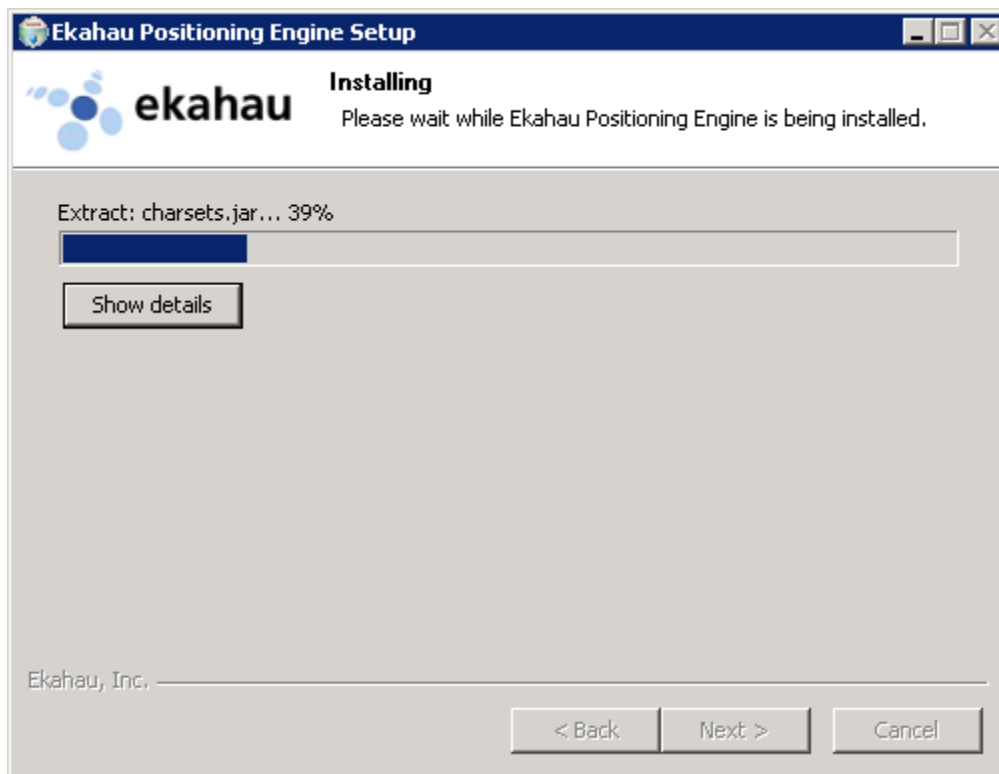 Ekahau Positioning Engine Setup
ekahau
Installing
Please wait while Ekahau Positioning Engine is being installed.
Extract: charsets.jar... 39%
Show details
Ekahau, Inc.
< Back Next > Cancel